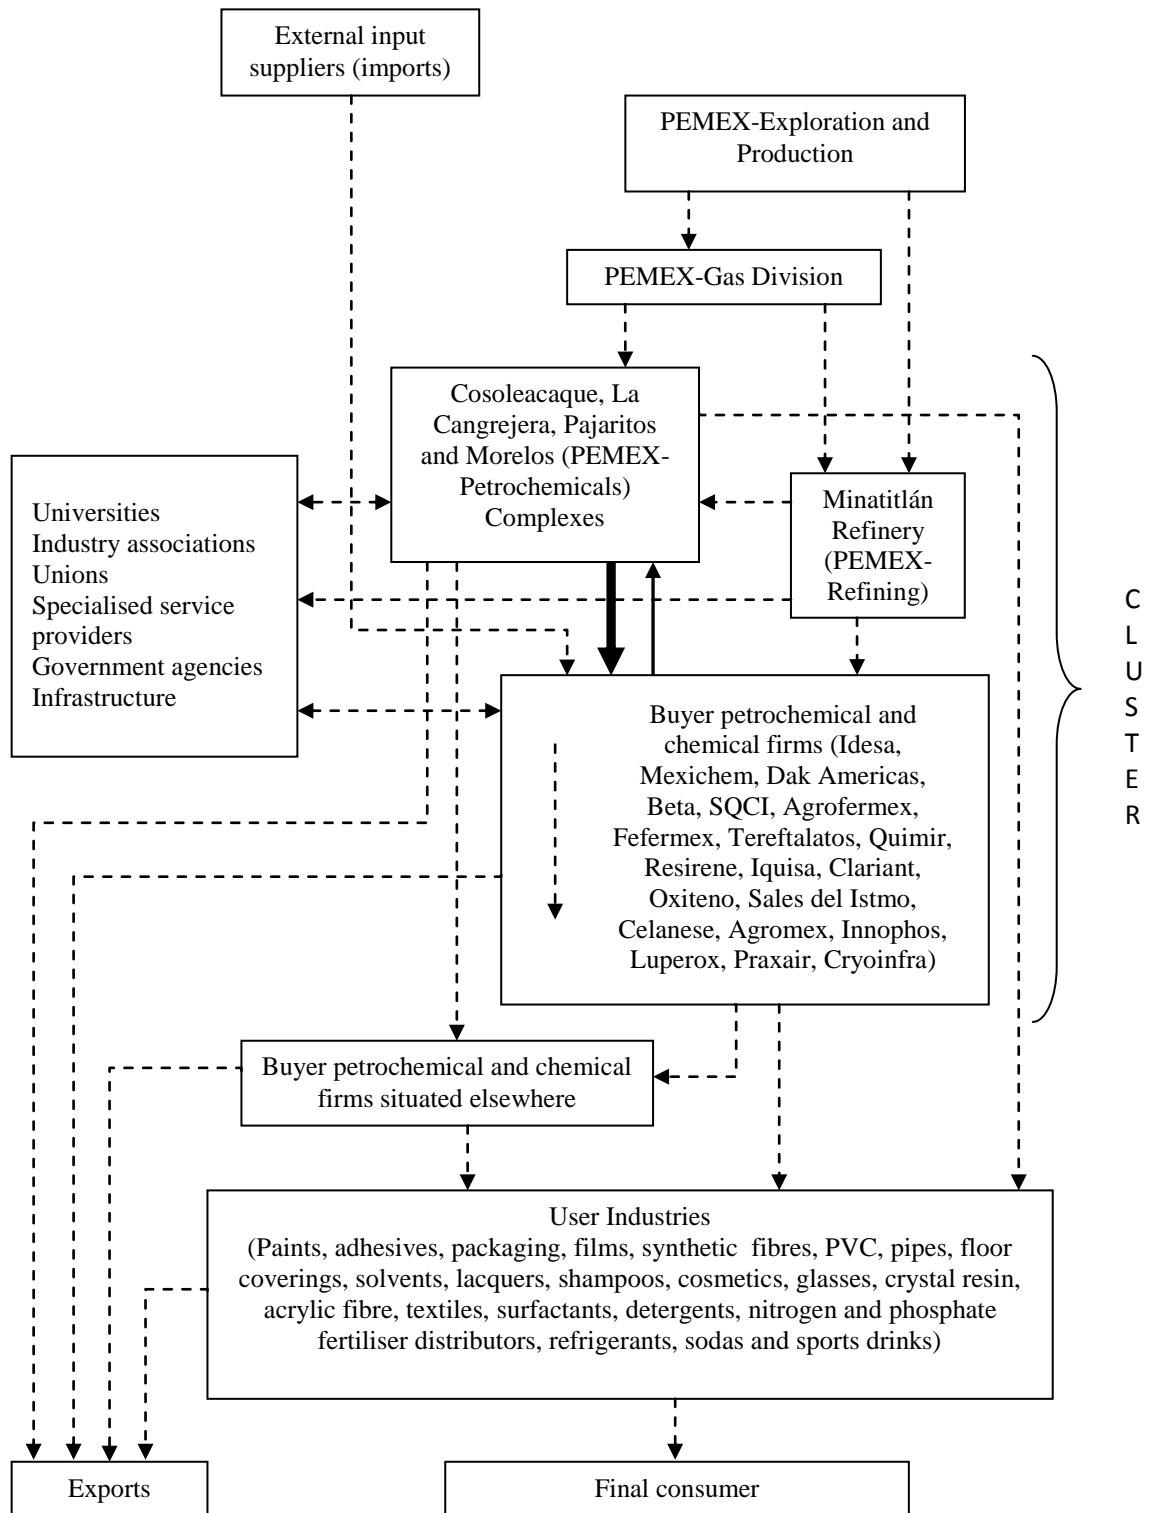 External input
suppliers (imports)
PEMEX-Exploration and
Production
PEMEX-Gas Division
Cosoleacaque, La
Cangrejera, Pajaritos
and Morelos (PEMEX-
Petrochemicals)
Complexes
Universities
Industry associations
Unions
Specialised service
providers
Government agencies
Infrastructure
Minatitlán
Refinery
(PEMEX-
Refining)
C
L
U
S
T
E
R
Buyer petrochemical and
chemical firms (Idesa,
Mexichem, Dak Americas,
Beta, SQCI, Agrofermex,
Fefermex, Tereftalatos, Quimir,
Resirene, Iquisa, Clariant,
Oxiteno, Sales del Istmo,
Celanese, Agromex, Innophos,
Luperox, Praxair, Cryoinfra)
Buyer petrochemical and chemical
firms situated elsewhere
User Industries
(Paints, adhesives, packaging, films, synthetic fibres, PVC, pipes, floor
coverings, solvents, lacquers, shampoos, cosmetics, glasses, crystal resin,
acrylic fibre, textiles, surfactants, detergents, nitrogen and phosphate
fertiliser distributors, refrigerants, sodas and sports drinks)
Exports
Final consumer